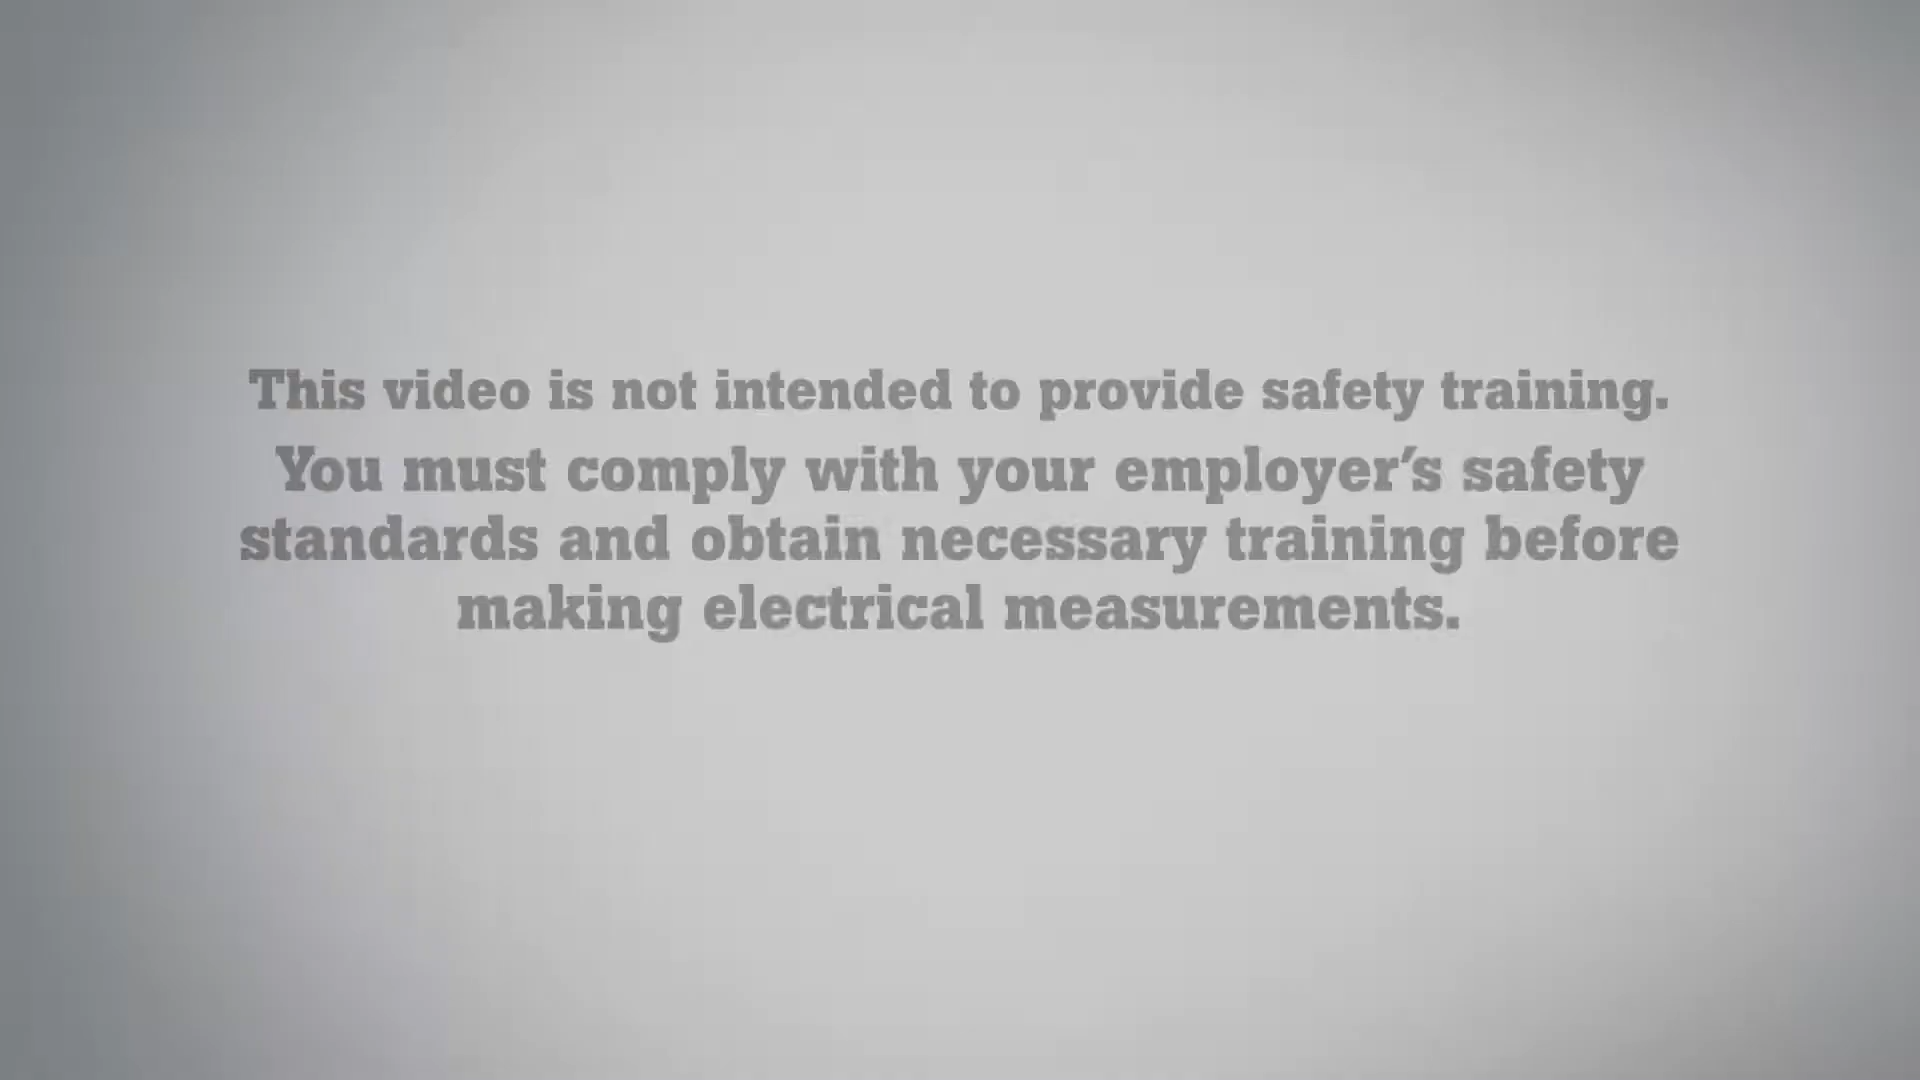 This video is not intended to provide safety training.
You must comply with your employer’s safety
standards and obtain necessary training before
making electrical measurements.